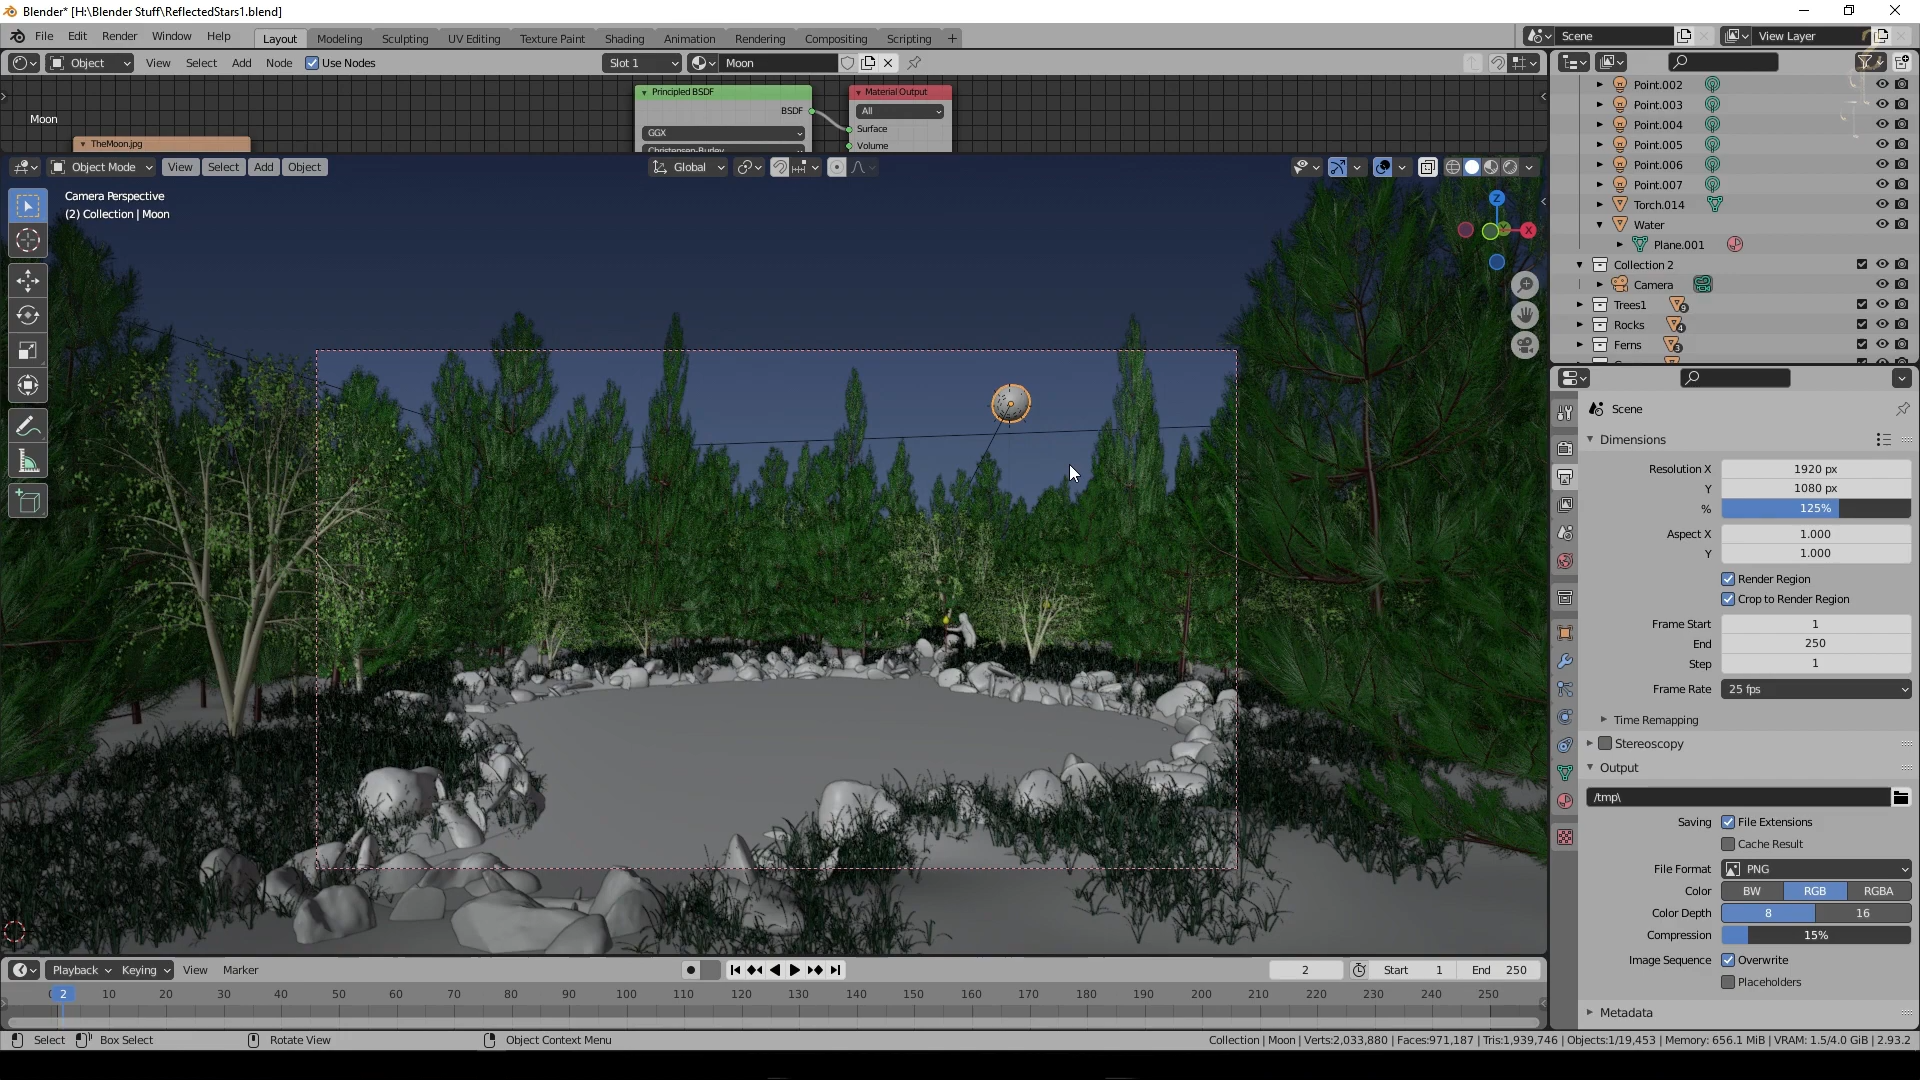 Blender* [H:\Blender Stuff\ReflectedStars1.blend]
File Edit Render Window Help Layout Modeling Sculpting UV Editing Texture Paint Shading Animation Rendering Compositing Scripting + Scene View Layer
Object View Select Add Node Use Nodes Slot 1 Moon
Principled BSDF
BSDF
GGX
Christensen-Burley
Material Output
All
Surface
Volume
Moon
TheMoon.jpg
Object Mode View Select Add Object Global
Camera Perspective
(2) Collection | Moon
Z
X
Point.002
Point.003
Point.004
Point.005
Point.006
Point.007
Torch.014
Water
Plane.001
Collection 2
Camera
Trees1 9
Rocks 4
Ferns 3
Scene
Dimensions
Resolution X 1920 px
Y 1080 px
% 125%
Aspect X 1.000
Y 1.000
Render Region
Crop to Render Region
Frame Start 1
End 250
Step 1
Frame Rate 25 fps
Time Remapping
Stereoscopy
Output
/tmp\
Saving File Extensions
Cache Result
File Format PNG
Color BW RGB RGBA
Color Depth 8 16
Compression 15%
Image Sequence Overwrite
Placeholders
Metadata
Playback Keying View Marker 2 Start 1 End 250
2 10 20 30 40 50 60 70 80 90 100 110 120 130 140 150 160 170 180 190 200 210 220 230 240 250
Select Box Select Rotate View Object Context Menu Collection | Moon | Verts:2,033,880 | Faces:971,187 | Tris:1,939,746 | Objects:1/19,453 | Memory: 656.1 MiB | VRAM: 1.5/4.0 GiB | 2.93.2